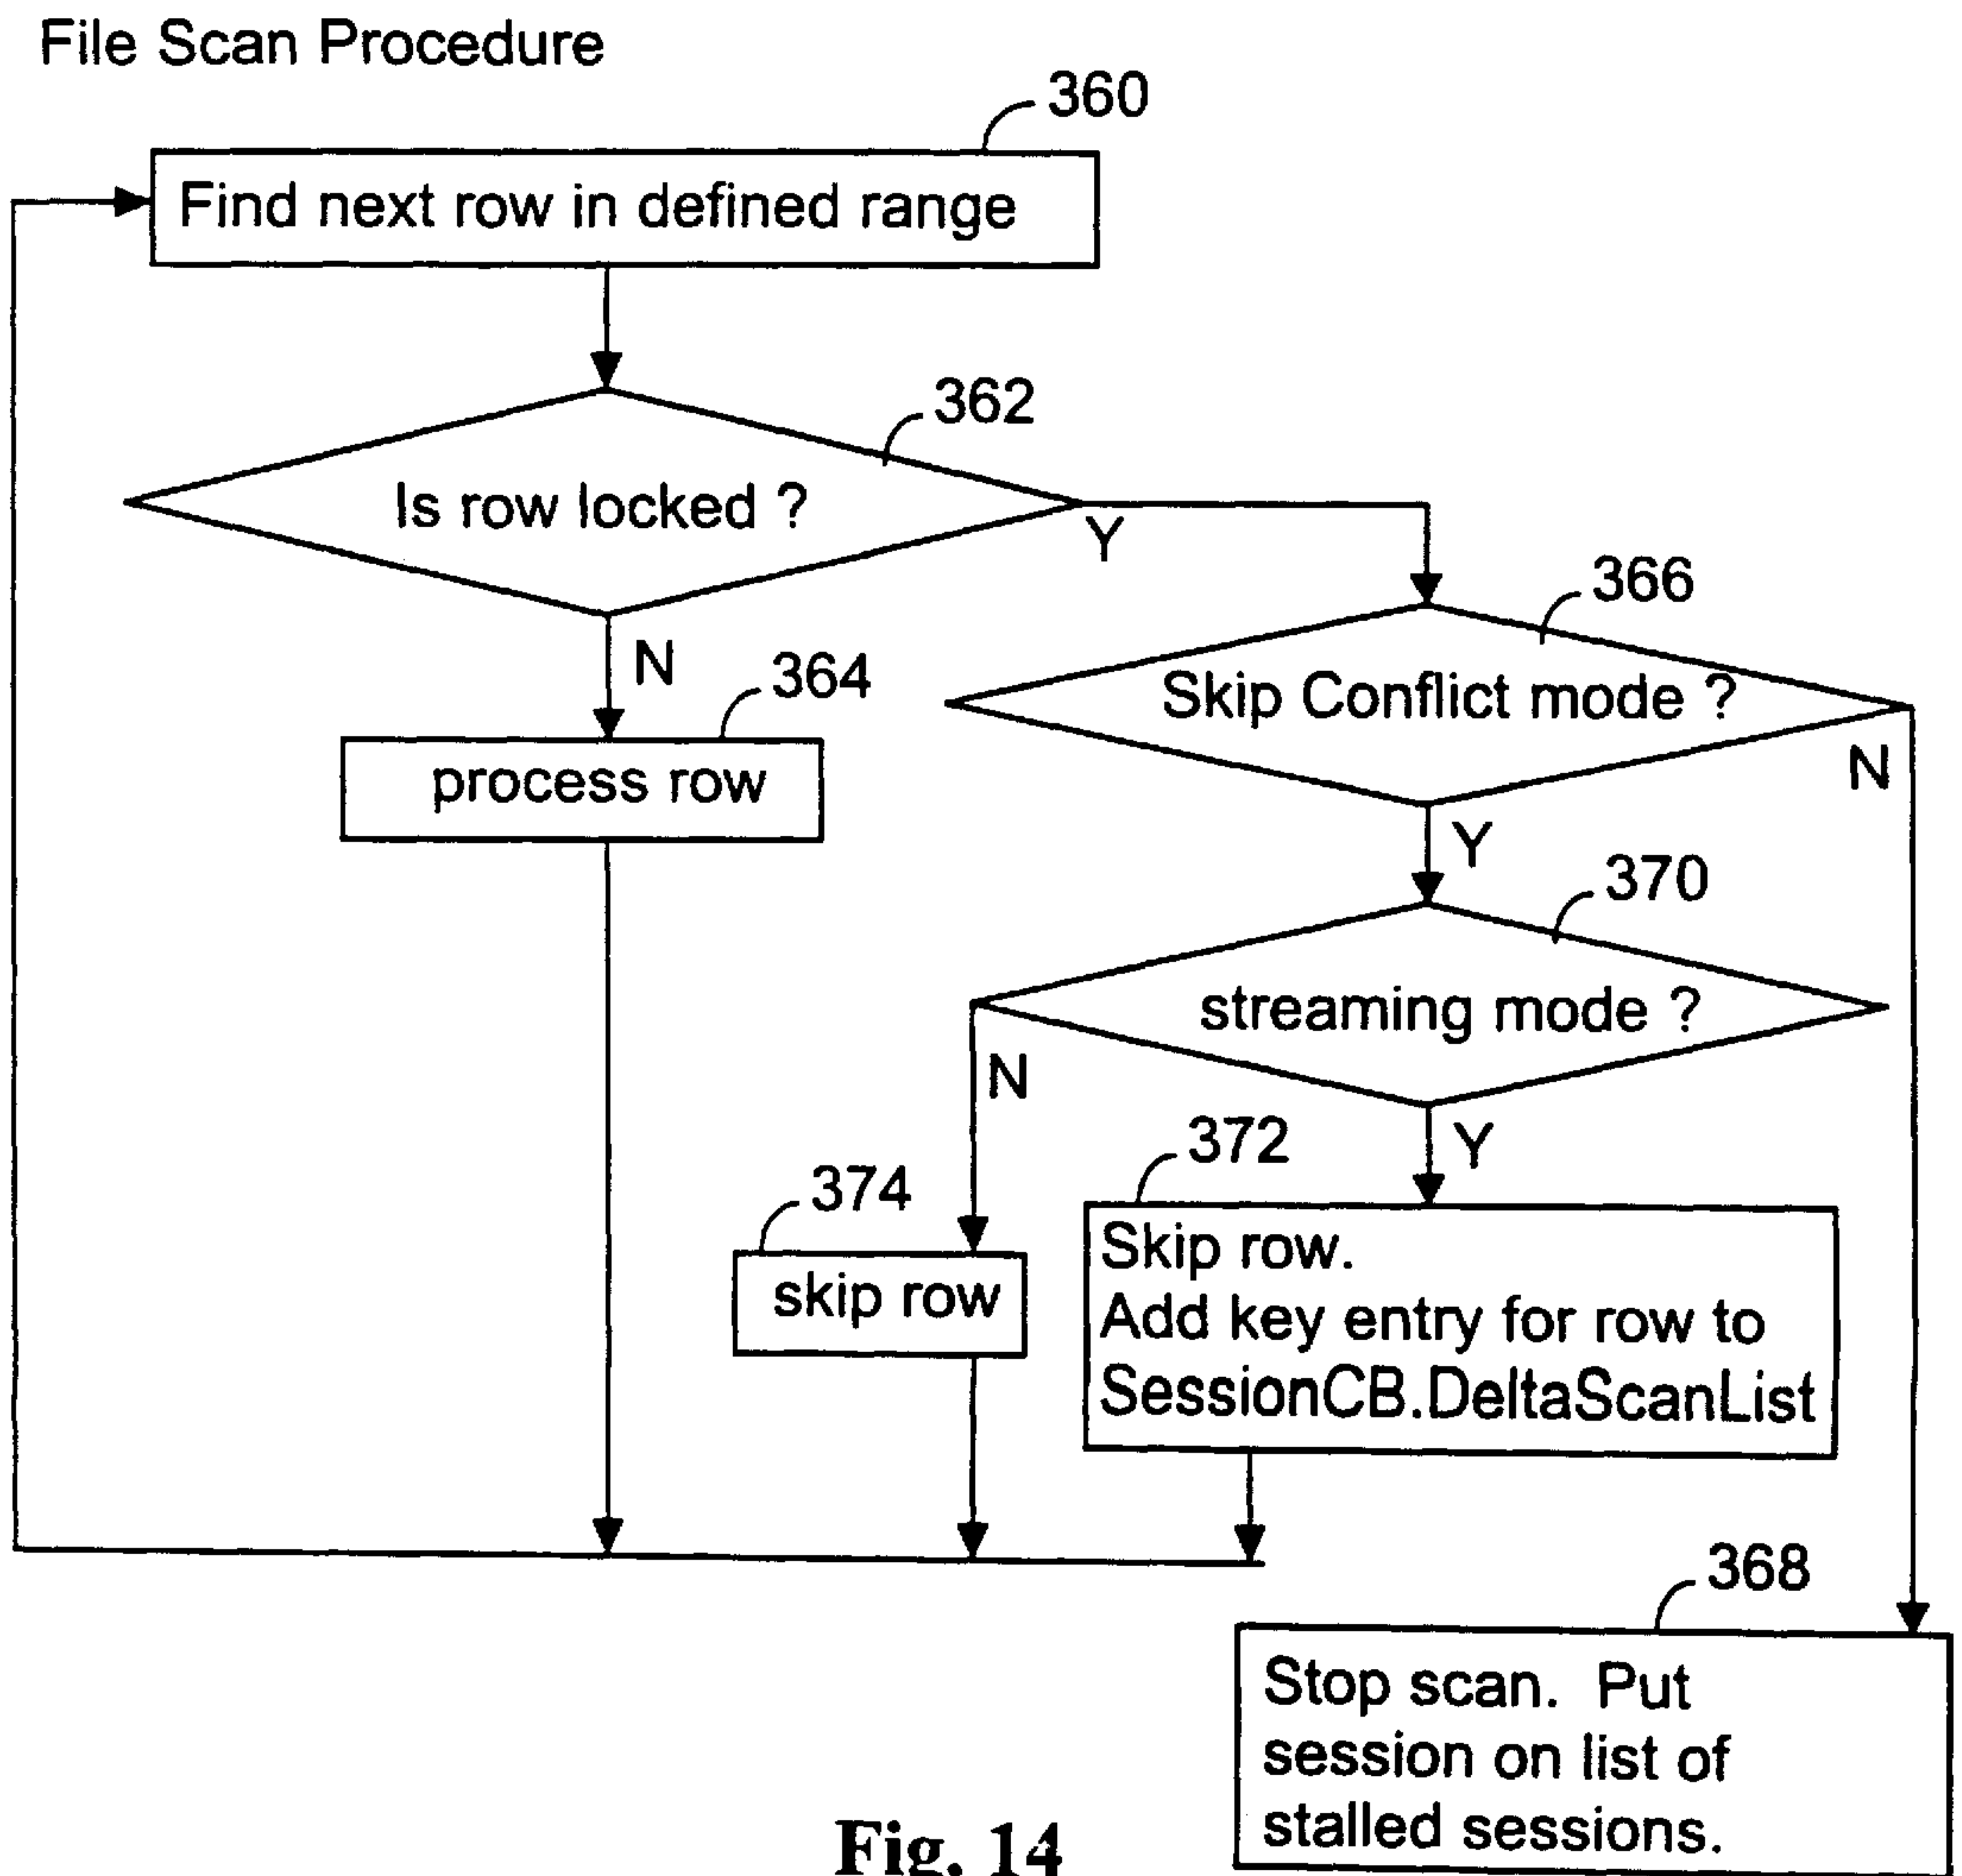 File Scan Procedure
360
Find next row in defined range
362
Is row locked ?
Y
366
N
364
Skip Conflict mode ?
process row
N
Y
370
streaming mode ?
N
372
Y
374
Skip row.
skip row
Add key entry for row to
SessionCB.DeltaScanList
368
Stop scan. Put
session on list of
stalled sessions.
Fig. 14